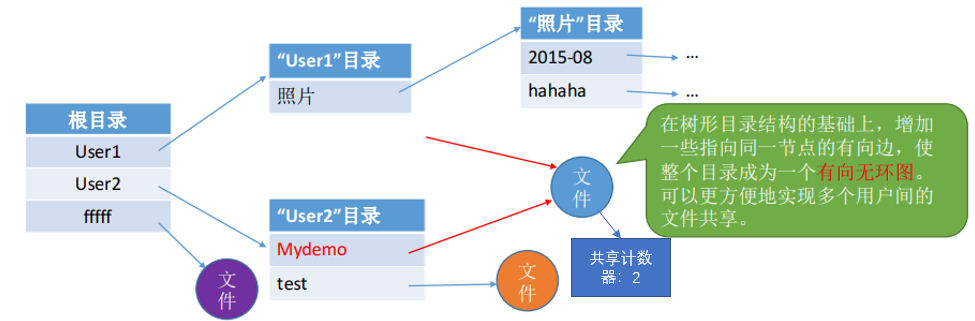 “照片”目录
2015-08
...
hahaha
...
“User1”目录
照片
根目录
User1
User2
fffff
在树形目录结构的基础上，增加
一些指向同一节点的有向边，使
整个目录成为一个有向无环图。
可以更方便地实现多个用户间的
文件共享。
文
件
“User2”目录
Mydemo
test
共享计数
器：2
文
件
文
件